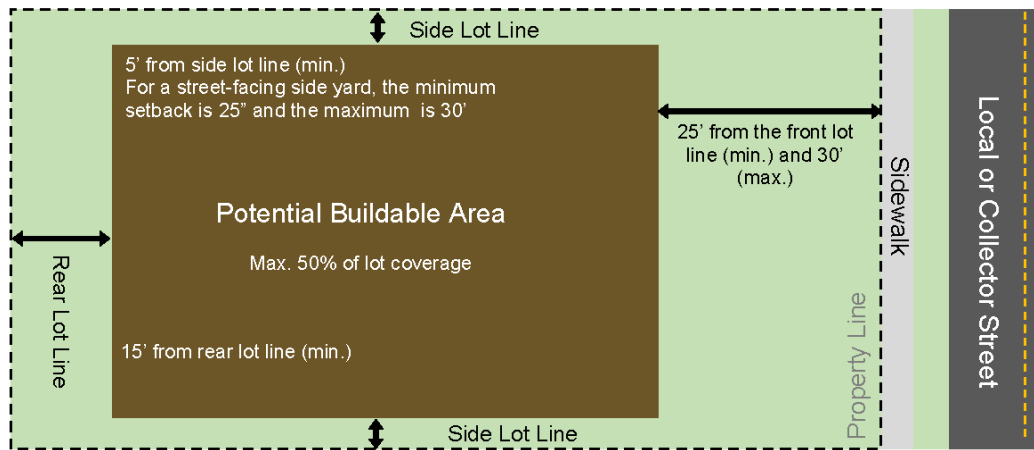 Side Lot Line
5’ from side lot line (min.)
For a street-facing side yard, the minimum
setback is 25” and the maximum  is 30’
25’ from the front lot
line (min.) and 30’
(max.)
Potential Buildable Area
Max. 50% of lot coverage
15’ from rear lot line (min.)
Rear Lot Line
Side Lot Line
Property Line
Sidewalk
Local or Collector Street